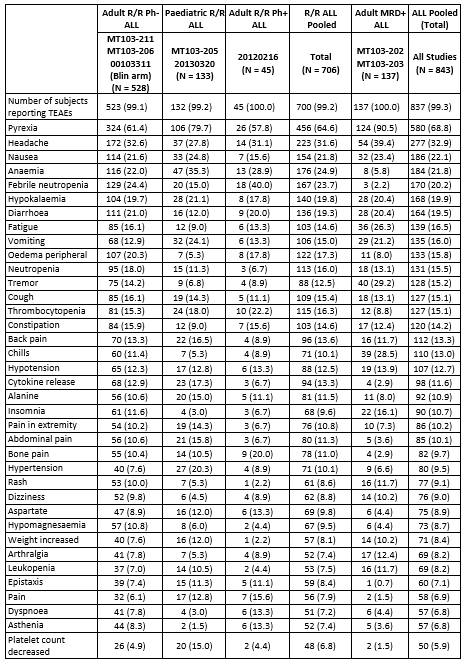 Adult R/R Ph- ALL Paediatric R/R ALL Adult R/R Ph+ ALL R/R ALL Pooled Adult MRD+ ALL ALL Pooled (Total)
MT103-211 MT103-206 00103311 (Blin arm) (N = 528) MT103-205 20130320 (N = 133) 20120216 (N = 45) Total (N = 706) MT103-202 MT103-203 (N = 137) All Studies (N = 843)
Number of subjects reporting TEAEs 523 (99.1) 132 (99.2) 45 (100.0) 700 (99.2) 137 (100.0) 837 (99.3)
Pyrexia 324 (61.4) 106 (79.7) 26 (57.8) 456 (64.6) 124 (90.5) 580 (68.8)
Headache 172 (32.6) 37 (27.8) 14 (31.1) 223 (31.6) 54 (39.4) 277 (32.9)
Nausea 114 (21.6) 33 (24.8) 7 (15.6) 154 (21.8) 32 (23.4) 186 (22.1)
Anaemia 116 (22.0) 47 (35.3) 13 (28.9) 176 (24.9) 8 (5.8) 184 (21.8)
Febrile neutropenia 129 (24.4) 20 (15.0) 18 (40.0) 167 (23.7) 3 (2.2) 170 (20.2)
Hypokalaemia 104 (19.7) 28 (21.1) 8 (17.8) 140 (19.8) 28 (20.4) 168 (19.9)
Diarrhoea 111 (21.0) 16 (12.0) 9 (20.0) 136 (19.3) 28 (20.4) 164 (19.5)
Fatigue 85 (16.1) 12 (9.0) 6 (13.3) 103 (14.6) 36 (26.3) 139 (16.5)
Vomiting 68 (12.9) 32 (24.1) 6 (13.3) 106 (15.0) 29 (21.2) 135 (16.0)
Oedema peripheral 107 (20.3) 7 (5.3) 8 (17.8) 122 (17.3) 11 (8.0) 133 (15.8)
Neutropenia 95 (18.0) 15 (11.3) 3 (6.7) 113 (16.0) 18 (13.1) 131 (15.5)
Tremor 75 (14.2) 9 (6.8) 4 (8.9) 88 (12.5) 40 (29.2) 128 (15.2)
Cough 85 (16.1) 19 (14.3) 5 (11.1) 109 (15.4) 18 (13.1) 127 (15.1)
Thrombocytopenia 81 (15.3) 24 (18.0) 10 (22.2) 115 (16.3) 12 (8.8) 127 (15.1)
Constipation 84 (15.9) 12 (9.0) 7 (15.6) 103 (14.6) 17 (12.4) 120 (14.2)
Back pain 70 (13.3) 22 (16.5) 4 (8.9) 96 (13.6) 16 (11.7) 112 (13.3)
Chills 60 (11.4) 7 (5.3) 4 (8.9) 71 (10.1) 39 (28.5) 110 (13.0)
Hypotension 65 (12.3) 17 (12.8) 6 (13.3) 88 (12.5) 19 (13.9) 107 (12.7)
Cytokine release 68 (12.9) 23 (17.3) 3 (6.7) 94 (13.3) 4 (2.9) 98 (11.6)
Alanine 56 (10.6) 20 (15.0) 5 (11.1) 81 (11.5) 11 (8.0) 92 (10.9)
Insomnia 61 (11.6) 4 (3.0) 3 (6.7) 68 (9.6) 22 (16.1) 90 (10.7)
Pain in extremity 54 (10.2) 19 (14.3) 3 (6.7) 76 (10.8) 10 (7.3) 86 (10.2)
Abdominal pain 56 (10.6) 21 (15.8) 3 (6.7) 80 (11.3) 5 (3.6) 85 (10.1)
Bone pain 55 (10.4) 14 (10.5) 9 (20.0) 78 (11.0) 4 (2.9) 82 (9.7)
Hypertension 40 (7.6) 27 (20.3) 4 (8.9) 71 (10.1) 9 (6.6) 80 (9.5)
Rash 53 (10.0) 7 (5.3) 1 (2.2) 61 (8.6) 16 (11.7) 77 (9.1)
Dizziness 52 (9.8) 6 (4.5) 4 (8.9) 62 (8.8) 14 (10.2) 76 (9.0)
Aspartate 47 (8.9) 16 (12.0) 6 (13.3) 69 (9.8) 6 (4.4) 75 (8.9)
Hypomagnesaemia 57 (10.8) 8 (6.0) 2 (4.4) 67 (9.5) 6 (4.4) 73 (8.7)
Weight increased 40 (7.6) 16 (12.0) 1 (2.2) 57 (8.1) 14 (10.2) 71 (8.4)
Arthralgia 41 (7.8) 7 (5.3) 4 (8.9) 52 (7.4) 17 (12.4) 69 (8.2)
Leukopenia 37 (7.0) 14 (10.5) 2 (4.4) 53 (7.5) 16 (11.7) 69 (8.2)
Epistaxis 39 (7.4) 15 (11.3) 5 (11.1) 59 (8.4) 1 (0.7) 60 (7.1)
Pain 32 (6.1) 17 (12.8) 7 (15.6) 56 (7.9) 2 (1.5) 58 (6.9)
Dyspnoea 41 (7.8) 4 (3.0) 6 (13.3) 51 (7.2) 6 (4.4) 57 (6.8)
Asthenia 44 (8.3) 2 (1.5) 6 (13.3) 52 (7.4) 5 (3.6) 57 (6.8)
Platelet count decreased 26 (4.9) 20 (15.0) 2 (4.4) 48 (6.8) 2 (1.5) 50 (5.9)